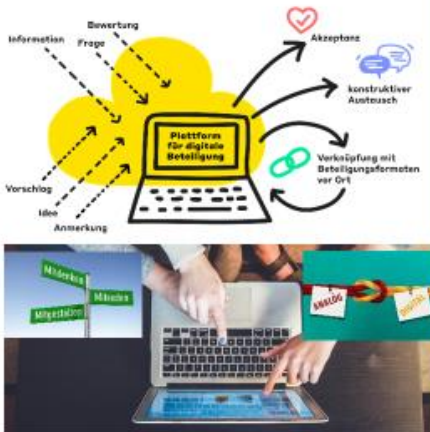 Bewertung
Information
Frage
Akzeptanz
konstruktiver
Austausch
Plattform
für digitale
Beteiligung
Verknüpfung mit
Beteiligungsformaten
vor Ort
Vorschlag
Idee
Anmerkung
Mitdenken
Mitreden
Mitgestalten
ANALOG
DIGITAL